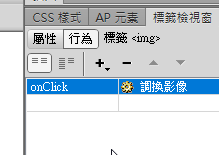 CSS 樣式 AP 元素 標籤檢視窗
屬性 行為 標籤 <img>
onClick 調換影像